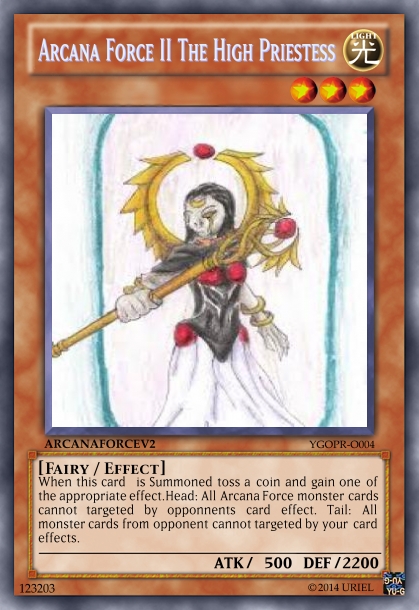 Arcana Force II The High Priestess
LIGHT
光
ARCANAFORCEV2
YGOPR-O004
[Fairy / Effect]
When this card is Summoned toss a coin and gain one of
the appropriate effect.Head: All Arcana Force monster cards
cannot targeted by opponnents card effect. Tail: All
monster cards from opponent cannot targeted by your card
effects.
ATK / 500 DEF /2200
123203
©2014 URIEL
YU-G